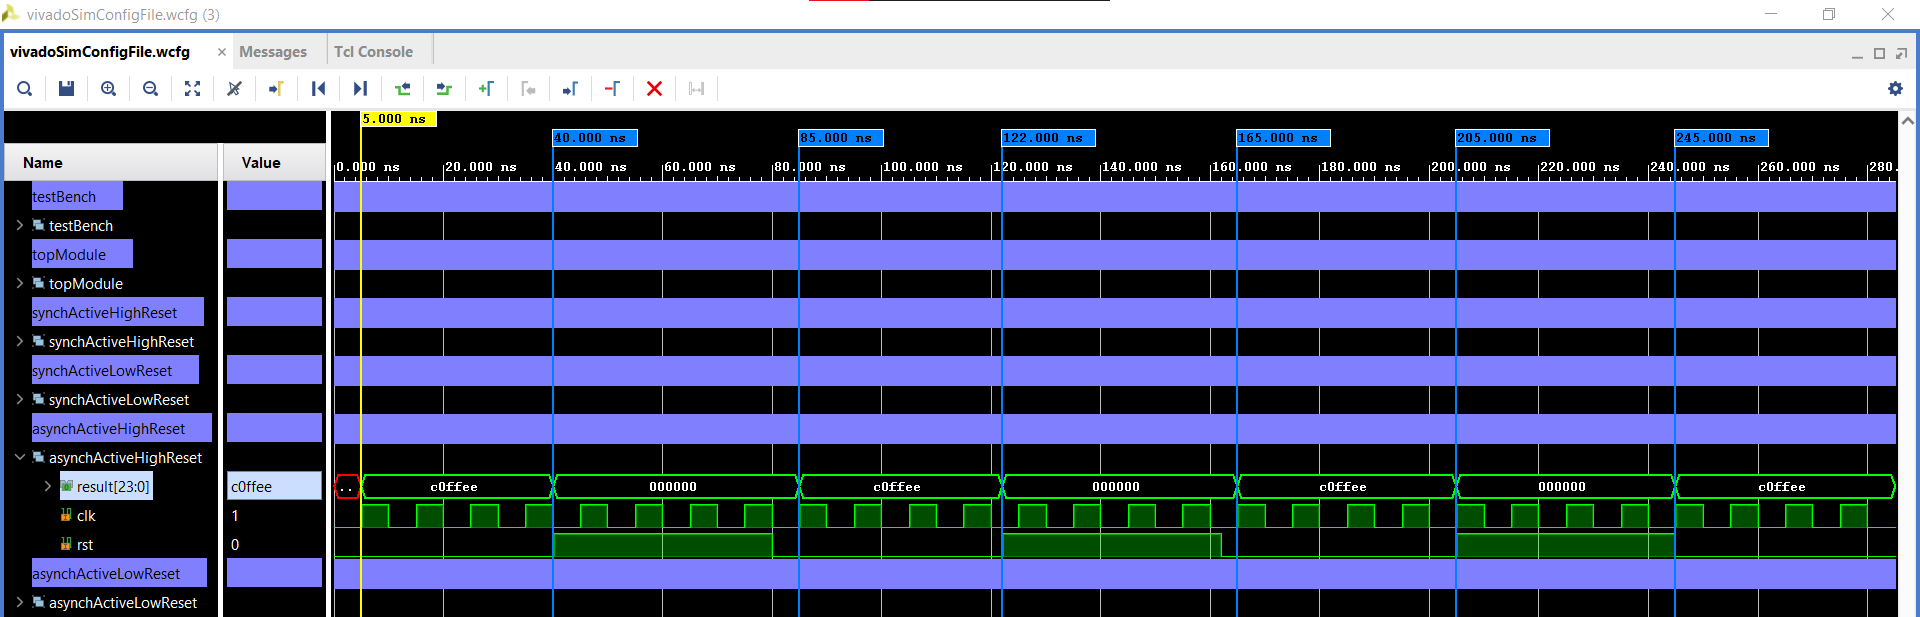 vivadoSimConfigFile.wcfg (3)
vivadoSimConfigFile.wcfg × Messages Tcl Console
5.000 ns
40.000 ns 85.000 ns 122.000 ns 165.000 ns 205.000 ns 245.000 ns
Name Value
0.000 ns 20.000 ns 40.000 ns 60.000 ns 80.000 ns 100.000 ns 120.000 ns 140.000 ns 160.000 ns 180.000 ns 200.000 ns 220.000 ns 240.000 ns 260.000 ns 280.
testBench
testBench
topModule
topModule
synchActiveHighReset
synchActiveHighReset
synchActiveLowReset
synchActiveLowReset
asynchActiveHighReset
asynchActiveHighReset
result[23:0] c0ffee .. c0ffee 000000 c0ffee 000000 c0ffee 000000 c0ffee
clk 1
rst 0
asynchActiveLowReset
asynchActiveLowReset